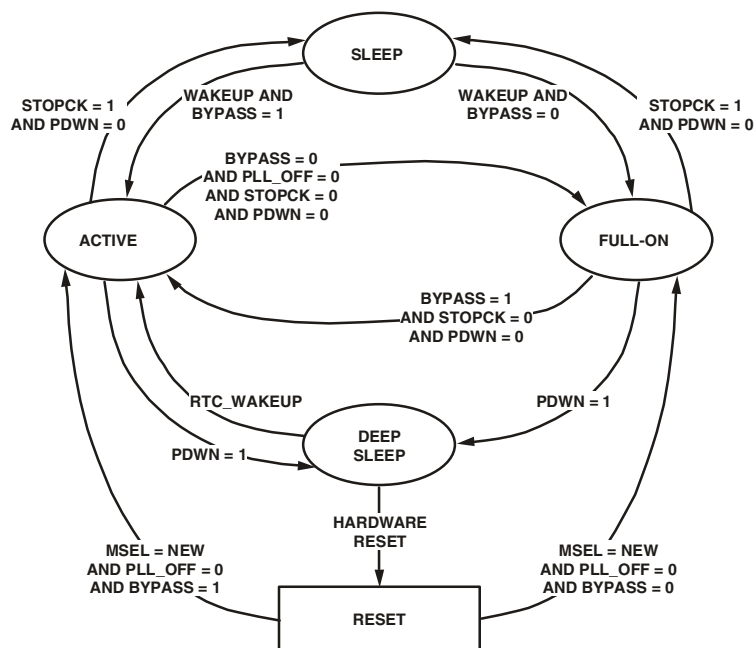 SLEEP
STOPCK = 1
AND PDWN = 0
WAKEUP AND
BYPASS = 1
WAKEUP AND
BYPASS = 0
STOPCK = 1
AND PDWN = 0
BYPASS = 0
AND PLL_OFF = 0
AND STOPCK = 0
AND PDWN = 0
ACTIVE
FULL-ON
BYPASS = 1
AND STOPCK = 0
AND PDWN = 0
RTC_WAKEUP
PDWN = 1
PDWN = 1
DEEP
SLEEP
HARDWARE
RESET
MSEL = NEW
AND PLL_OFF = 0
AND BYPASS = 1
MSEL = NEW
AND PLL_OFF = 0
AND BYPASS = 0
RESET